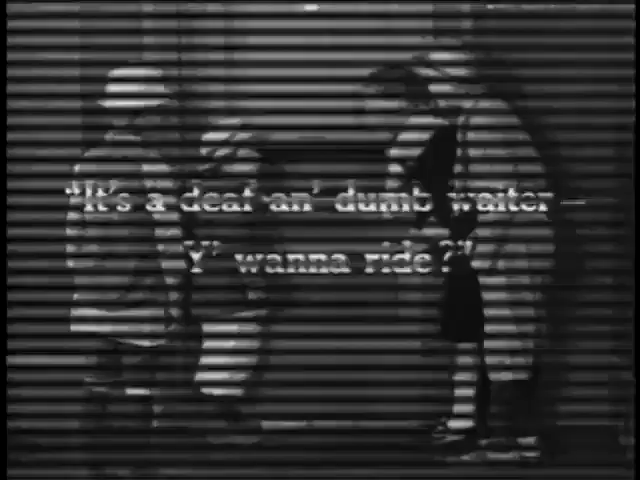 "It's a deaf an' dumb waiter—
Y' wanna ride?"